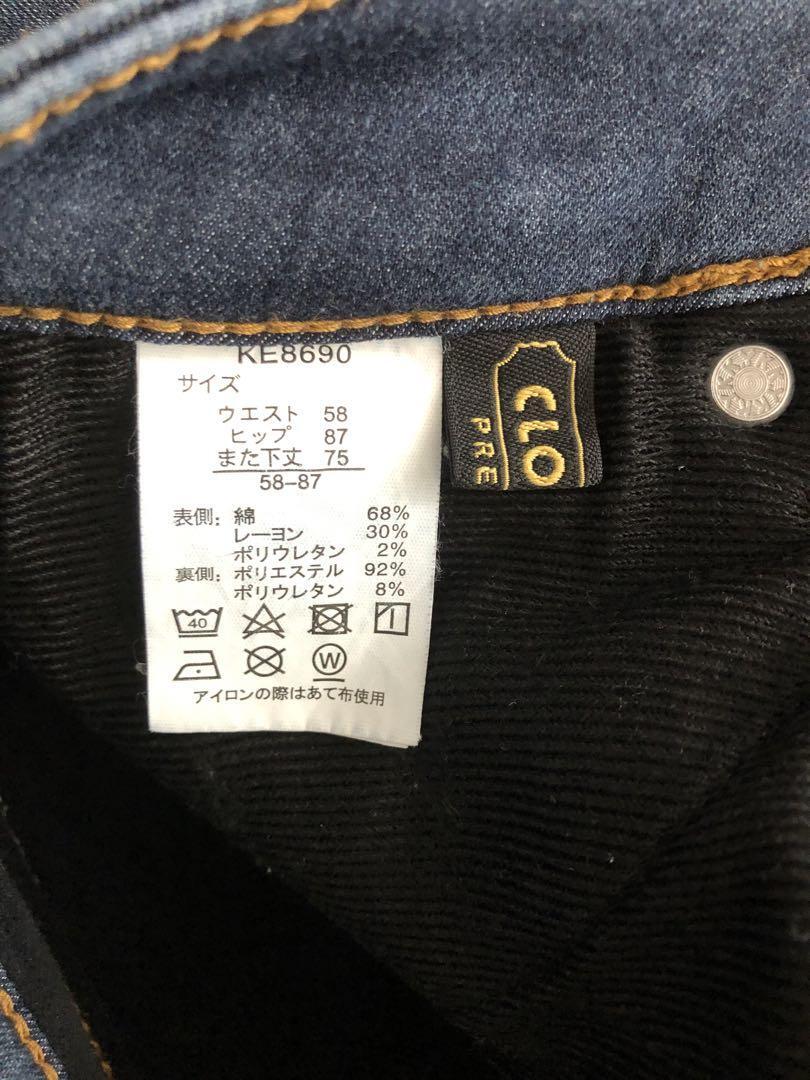 KE8690
サイズ
ウエスト 58
ヒップ 87
また下丈 75
58-87
表側: 綿 68%
レーヨン 30%
ポリウレタン 2%
裏側: ポリエステル 92%
ポリウレタン 8%
40
W
アイロンの際はあて布使用
CLO
PRE